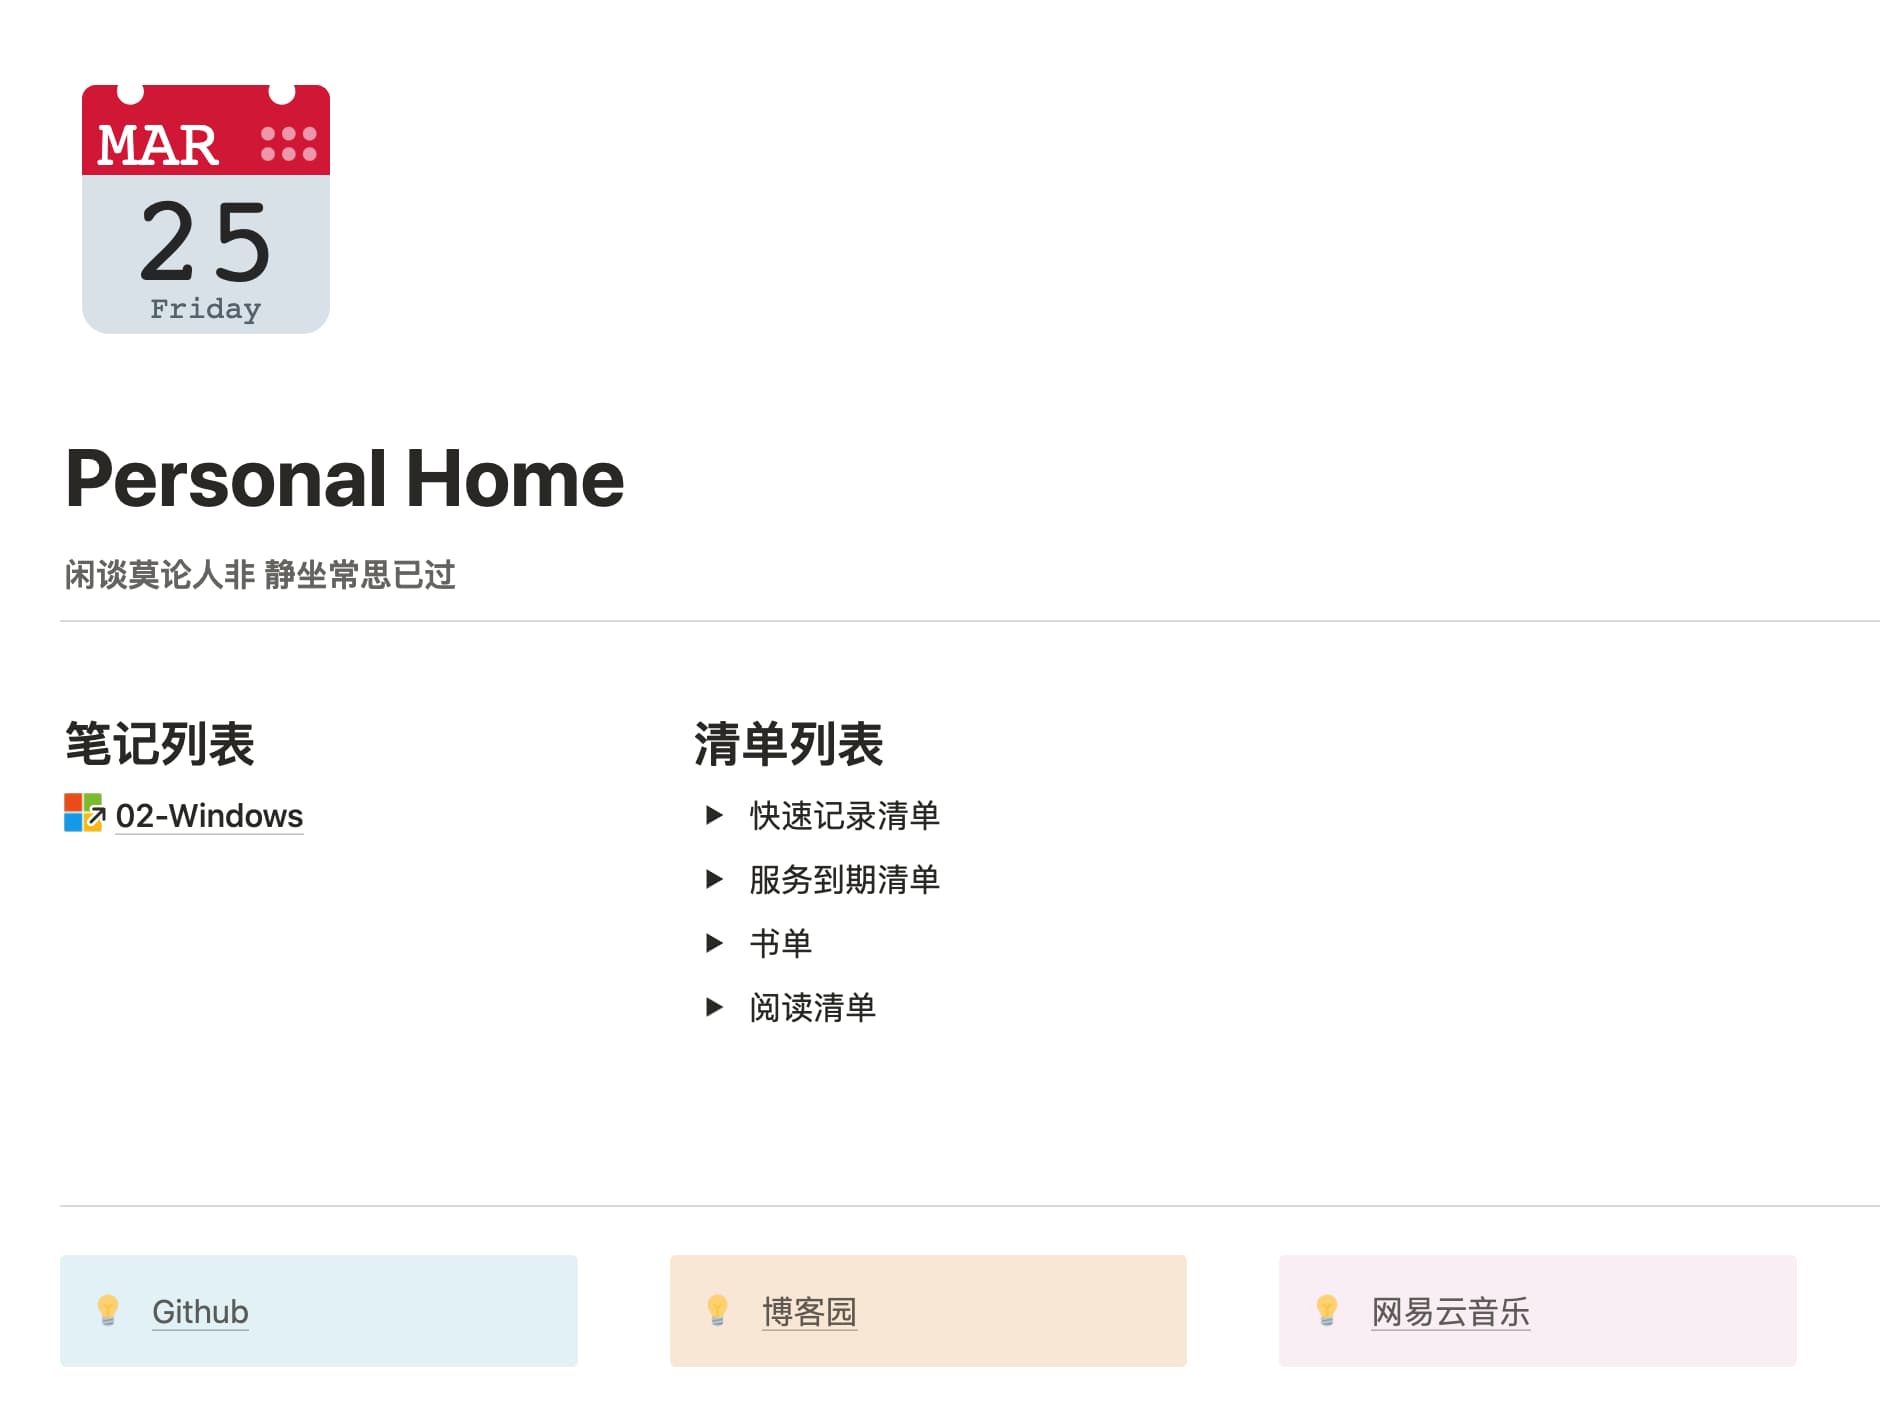 MAR
25
Friday
Personal Home
闲谈莫论人非 静坐常思已过
笔记列表
02-Windows
清单列表
快速记录清单
服务到期清单
书单
阅读清单
Github
博客园
网易云音乐